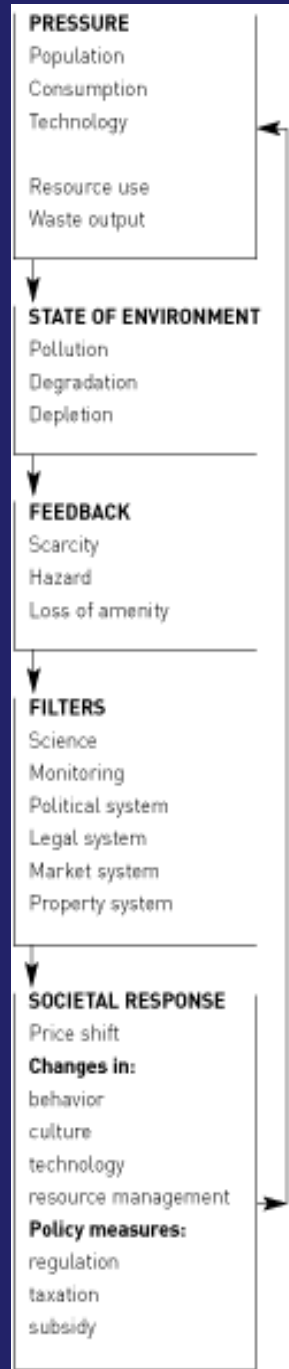 PRESSURE
Population
Consumption
Technology
Resource use
Waste output
STATE OF ENVIRONMENT
Pollution
Degradation
Depletion
FEEDBACK
Scarcity
Hazard
Loss of amenity
FILTERS
Science
Monitoring
Political system
Legal system
Market system
Property system
SOCIETAL RESPONSE
Price shift
Changes in:
behavior
culture
technology
resource management
Policy measures:
regulation
taxation
subsidy